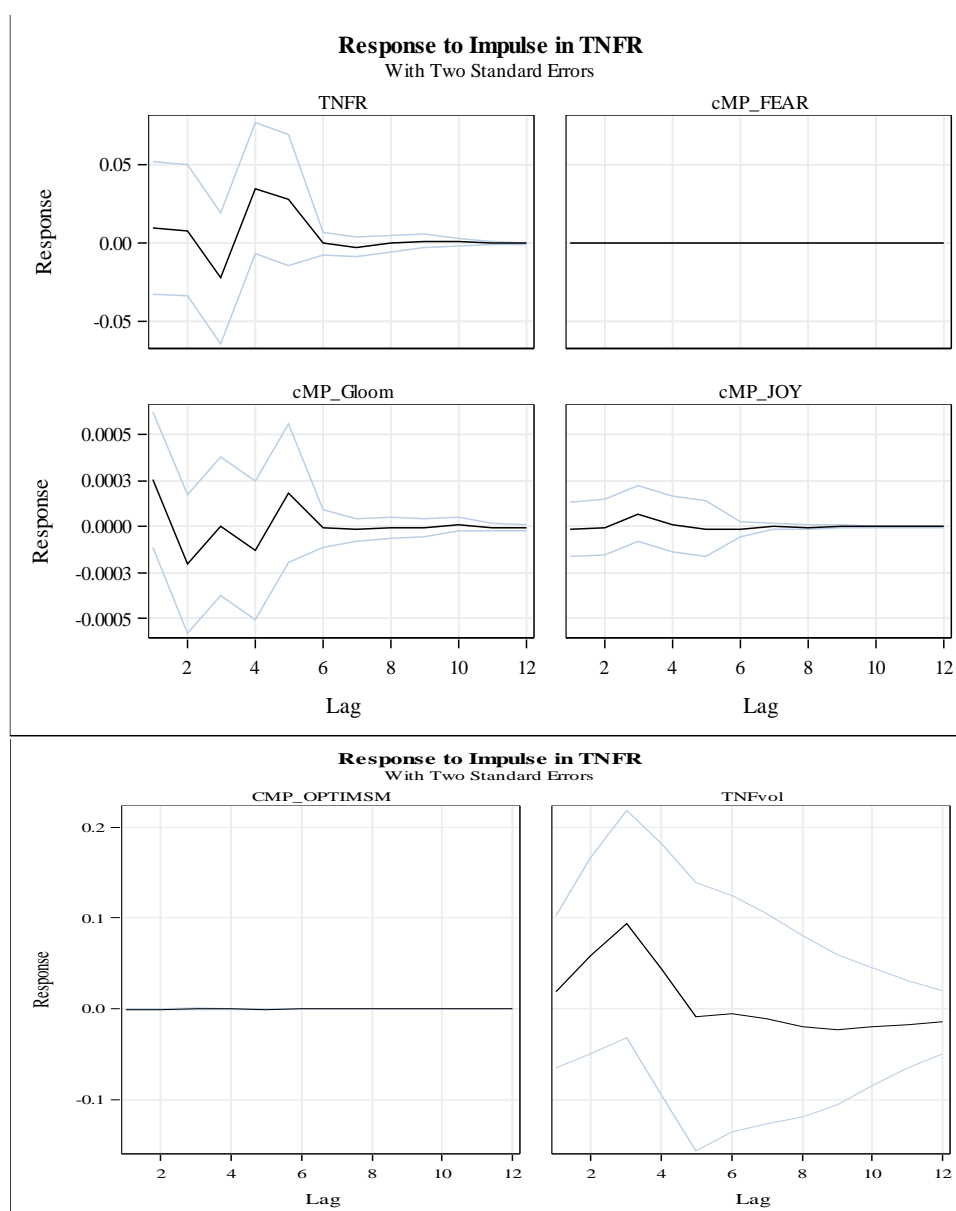 Response to Impulse in TNFR
With Two Standard Errors
TNFR
cMP_FEAR
0.05
0.00
-0.05
Response
cMP_Gloom
cMP_JOY
0.0005
0.0003
0.0000
-0.0003
-0.0005
Response
2 4 6 8 10 12
2 4 6 8 10 12
Lag
Lag
Response to Impulse in TNFR
With Two Standard Errors
CMP_OPTIMSM
TNFvol
0.2
0.1
0.0
-0.1
Response
2 4 6 8 10 12
2 4 6 8 10 12
Lag
Lag